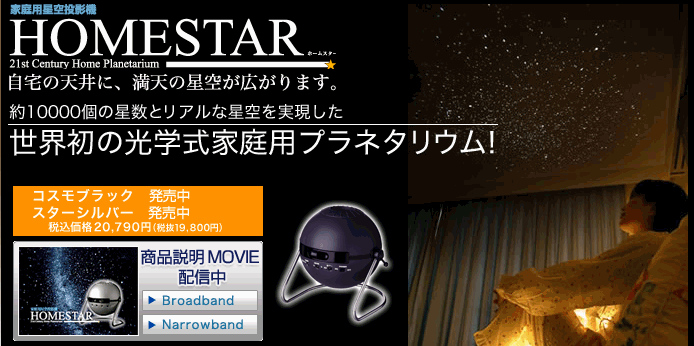 家庭用星空投影機
HOMESTAR
ホームスター
21st Century Home Planetarium
自宅の天井に、満天の星空が広がります。
約10000個の星数とリアルな星空を実現した
世界初の光学式家庭用プラネタリウム!
コスモブラック 発売中
スターシルバー 発売中
税込価格20,790円(税抜19.800円)
商品説明MOVIE
配信中
HOMESTAR
Broadband
Narrowband